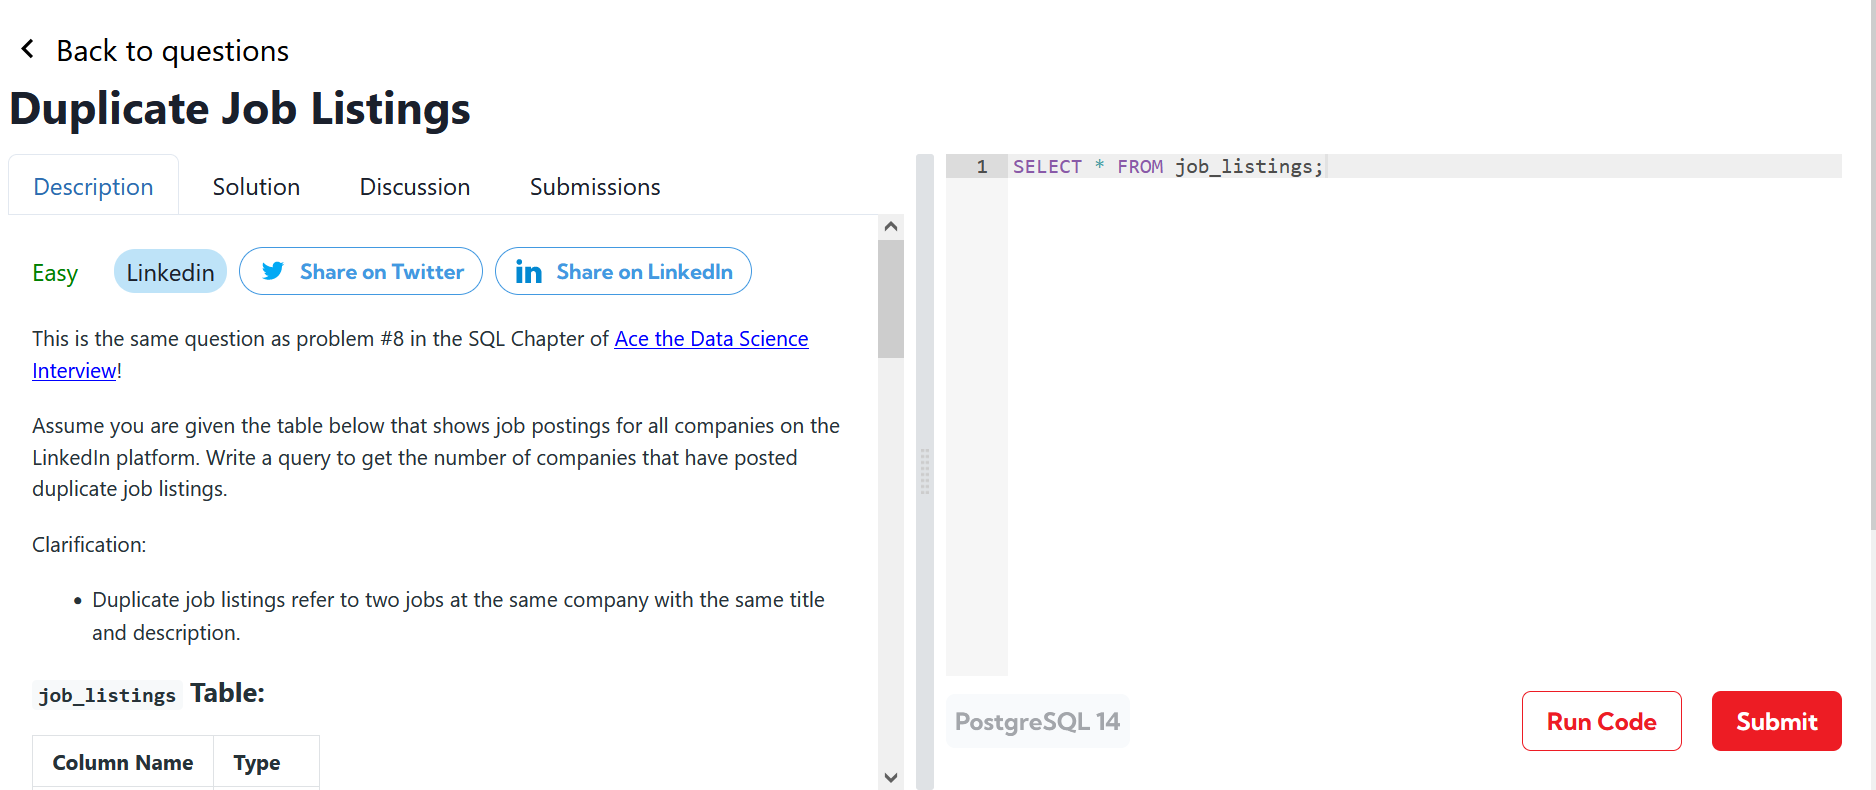 Back to questions
Duplicate Job Listings
Description
Solution
Discussion
Submissions
Easy
Linkedin
Share on Twitter
Share on LinkedIn
This is the same question as problem #8 in the SQL Chapter of Ace the Data Science
Interview!
Assume you are given the table below that shows job postings for all companies on the
LinkedIn platform. Write a query to get the number of companies that have posted
duplicate job listings.
Clarification:
• Duplicate job listings refer to two jobs at the same company with the same title
and description.
job_listings Table:
Column Name
Type
1 SELECT * FROM job_listings;
PostgreSQL 14
Run Code
Submit